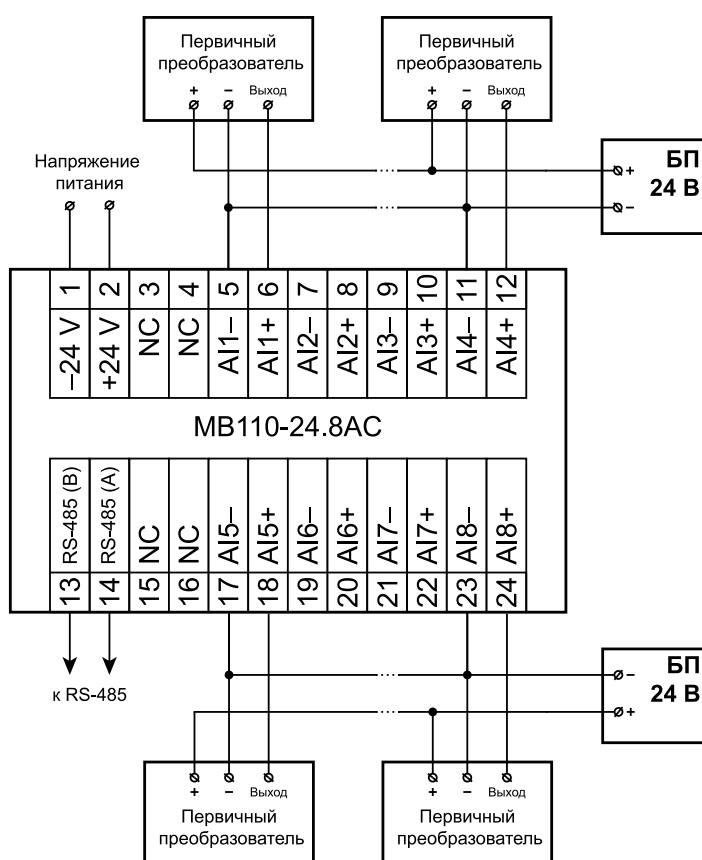 Первичный
преобразователь
+ – Выход
Первичный
преобразователь
+ – Выход
Напряжение
питания
+ БП
– 24 В
1 2 3 4 5 6 7 8 9 10 11 12
–24 V +24 V NC NC AI1– AI1+ AI2– AI2+ AI3– AI3+ AI4– AI4+
МВ110-24.8АС
RS-485 (B) RS-485 (A) NC NC AI5– AI5+ AI6– AI6+ AI7– AI7+ AI8– AI8+
13 14 15 16 17 18 19 20 21 22 23 24
к RS-485
– БП
+ 24 В
+ – Выход
Первичный
преобразователь
+ – Выход
Первичный
преобразователь